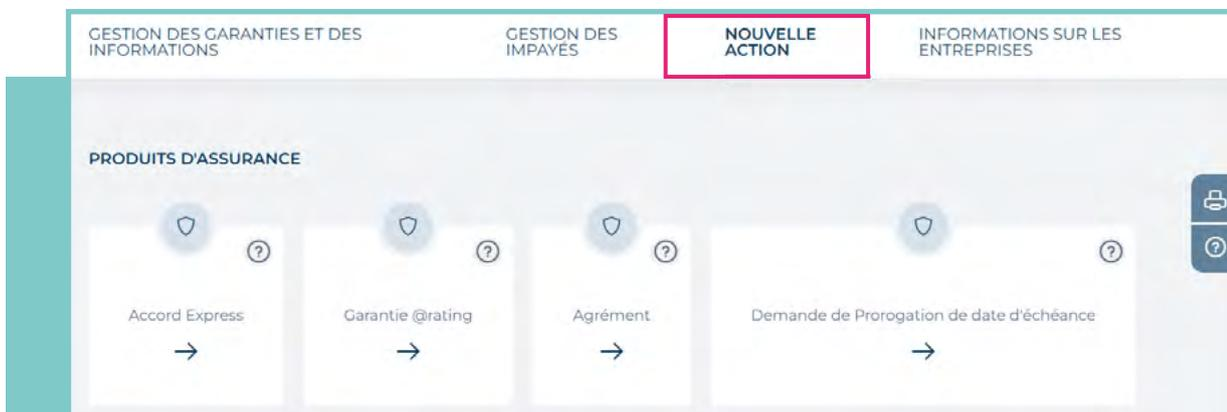 GESTION DES GARANTIES ET DES
INFORMATIONS
GESTION DES
IMPAYÉS
NOUVELLE
ACTION
INFORMATIONS SUR LES
ENTREPRISES
PRODUITS D'ASSURANCE
Accord Express
Garantie @rating
Agrément
Demande de Prorogation de date d'échéance